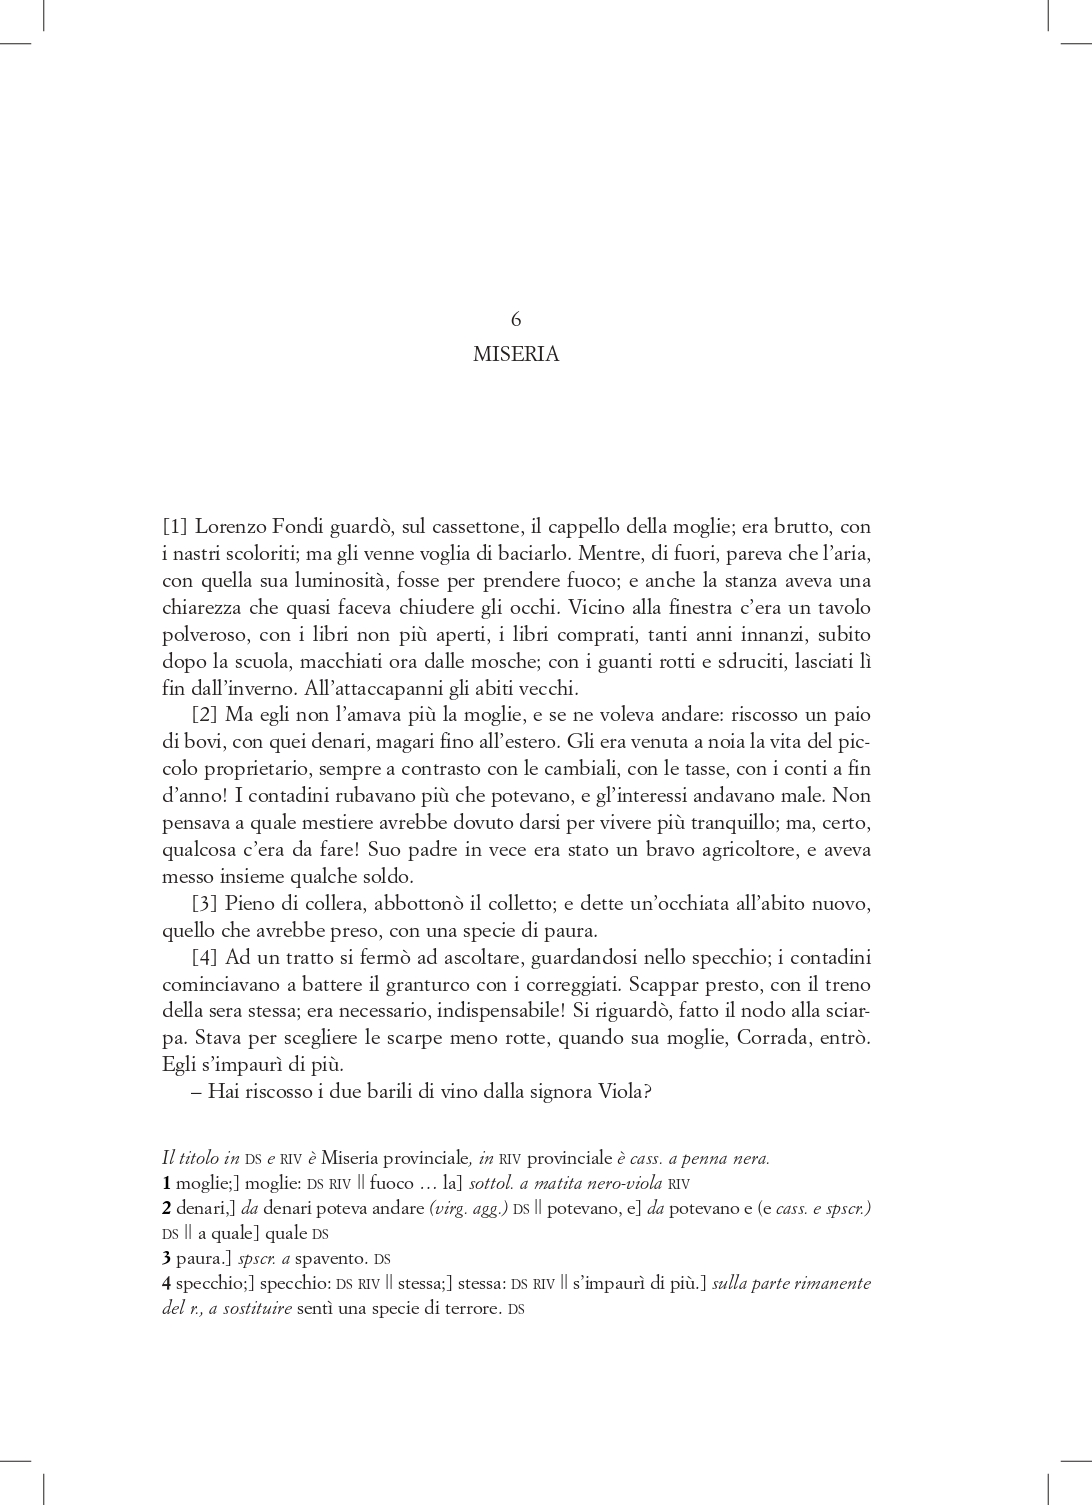 6
MISERIA
[1] Lorenzo Fondi guardò, sul cassettone, il cappello della moglie; era brutto, con
i nastri scoloriti; ma gli venne voglia di baciarlo. Mentre, di fuori, pareva che l’aria,
con quella sua luminosità, fosse per prendere fuoco; e anche la stanza aveva una
chiarezza che quasi faceva chiudere gli occhi. Vicino alla finestra c’era un tavolo
polveroso, con i libri non più aperti, i libri comprati, tanti anni innanzi, subito
dopo la scuola, macchiati ora dalle mosche; con i guanti rotti e sdruciti, lasciati lì
fin dall’inverno. All’attaccapanni gli abiti vecchi.
[2] Ma egli non l’amava più la moglie, e se ne voleva andare: riscosso un paio
di bovi, con quei denari, magari fino all’estero. Gli era venuta a noia la vita del pic-
colo proprietario, sempre a contrasto con le cambiali, con le tasse, con i conti a fin
d’anno! I contadini rubavano più che potevano, e gl’interessi andavano male. Non
pensava a quale mestiere avrebbe dovuto darsi per vivere più tranquillo; ma, certo,
qualcosa c’era da fare! Suo padre in vece era stato un bravo agricoltore, e aveva
messo insieme qualche soldo.
[3] Pieno di collera, abbottonò il colletto; e dette un’occhiata all’abito nuovo,
quello che avrebbe preso, con una specie di paura.
[4] Ad un tratto si fermò ad ascoltare, guardandosi nello specchio; i contadini
cominciavano a battere il granturco con i correggiati. Scappar presto, con il treno
della sera stessa; era necessario, indispensabile! Si riguardò, fatto il nodo alla sciar-
pa. Stava per scegliere le scarpe meno rotte, quando sua moglie, Corrada, entrò.
Egli s’impaurì di più.
– Hai riscosso i due barili di vino dalla signora Viola?
Il titolo in DS e RIV è Miseria provinciale, in RIV provinciale è cass. a penna nera.
1 moglie;] moglie: DS RIV || fuoco … la] sottol. a matita nero-viola RIV
2 denari,] da denari poteva andare (virg. agg.) DS || potevano, e] da potevano e (e cass. e spscr.)
DS || a quale] quale DS
3 paura.] spscr. a spavento. DS
4 specchio;] specchio: DS RIV || stessa;] stessa: DS RIV || s’impaurì di più.] sulla parte rimanente
del r., a sostituire sentì una specie di terrore. DS